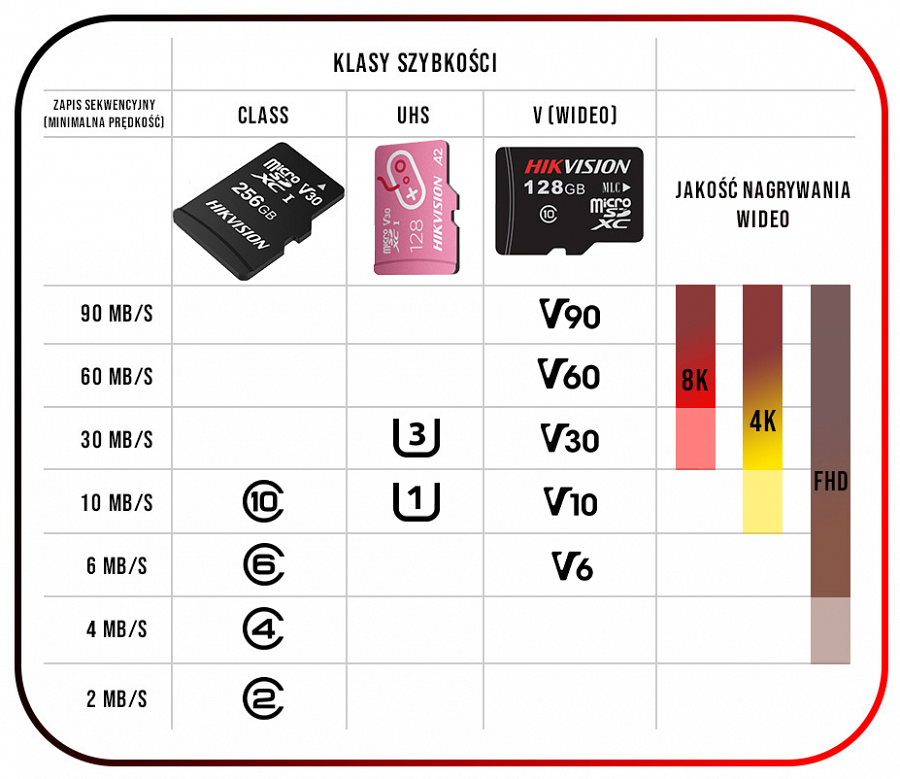 KLASY SZYBKOŚCI
ZAPIS SEKWENCYJNY
(MINIMALNA PRĘDKOŚĆ)
CLASS
UHS
V (WIDEO)
micro
SD
XC I
V30
256GB
HIKVISION
A2
micro
SD
XC I
V30
128
HIKVISION
HIKVISION
128GB
MLC
10
micro
SD
XC
JAKOŚĆ NAGRYWANIA
WIDEO
90 MB/S
V90
60 MB/S
V60
8K
30 MB/S
3
V30
4K
10 MB/S
10
1
V10
FHD
6 MB/S
6
V6
4 MB/S
4
2 MB/S
2